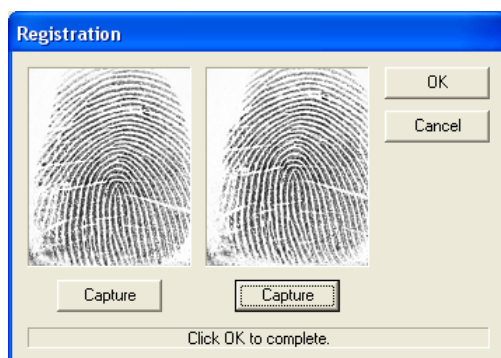 Registration
OK
Cancel
Capture
Capture
Click OK to complete.